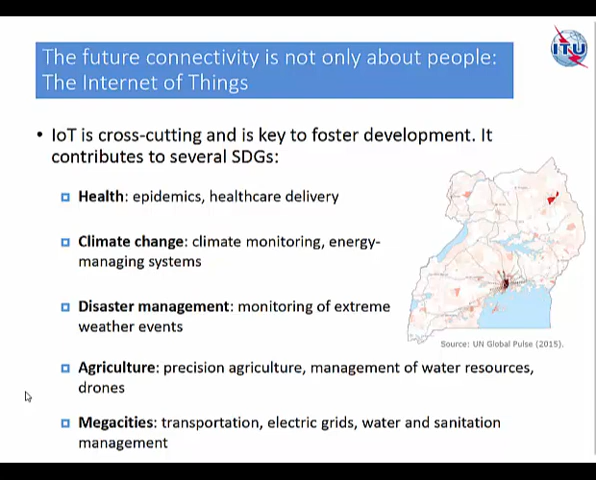 The future connectivity is not only about people:
The Internet of Things
ITU
• IoT is cross-cutting and is key to foster development. It
contributes to several SDGs:
Health: epidemics, healthcare delivery
Climate change: climate monitoring, energy-
managing systems
Disaster management: monitoring of extreme
weather events
Source: UN Global Pulse (2015).
Agriculture: precision agriculture, management of water resources,
drones
Megacities: transportation, electric grids, water and sanitation
management